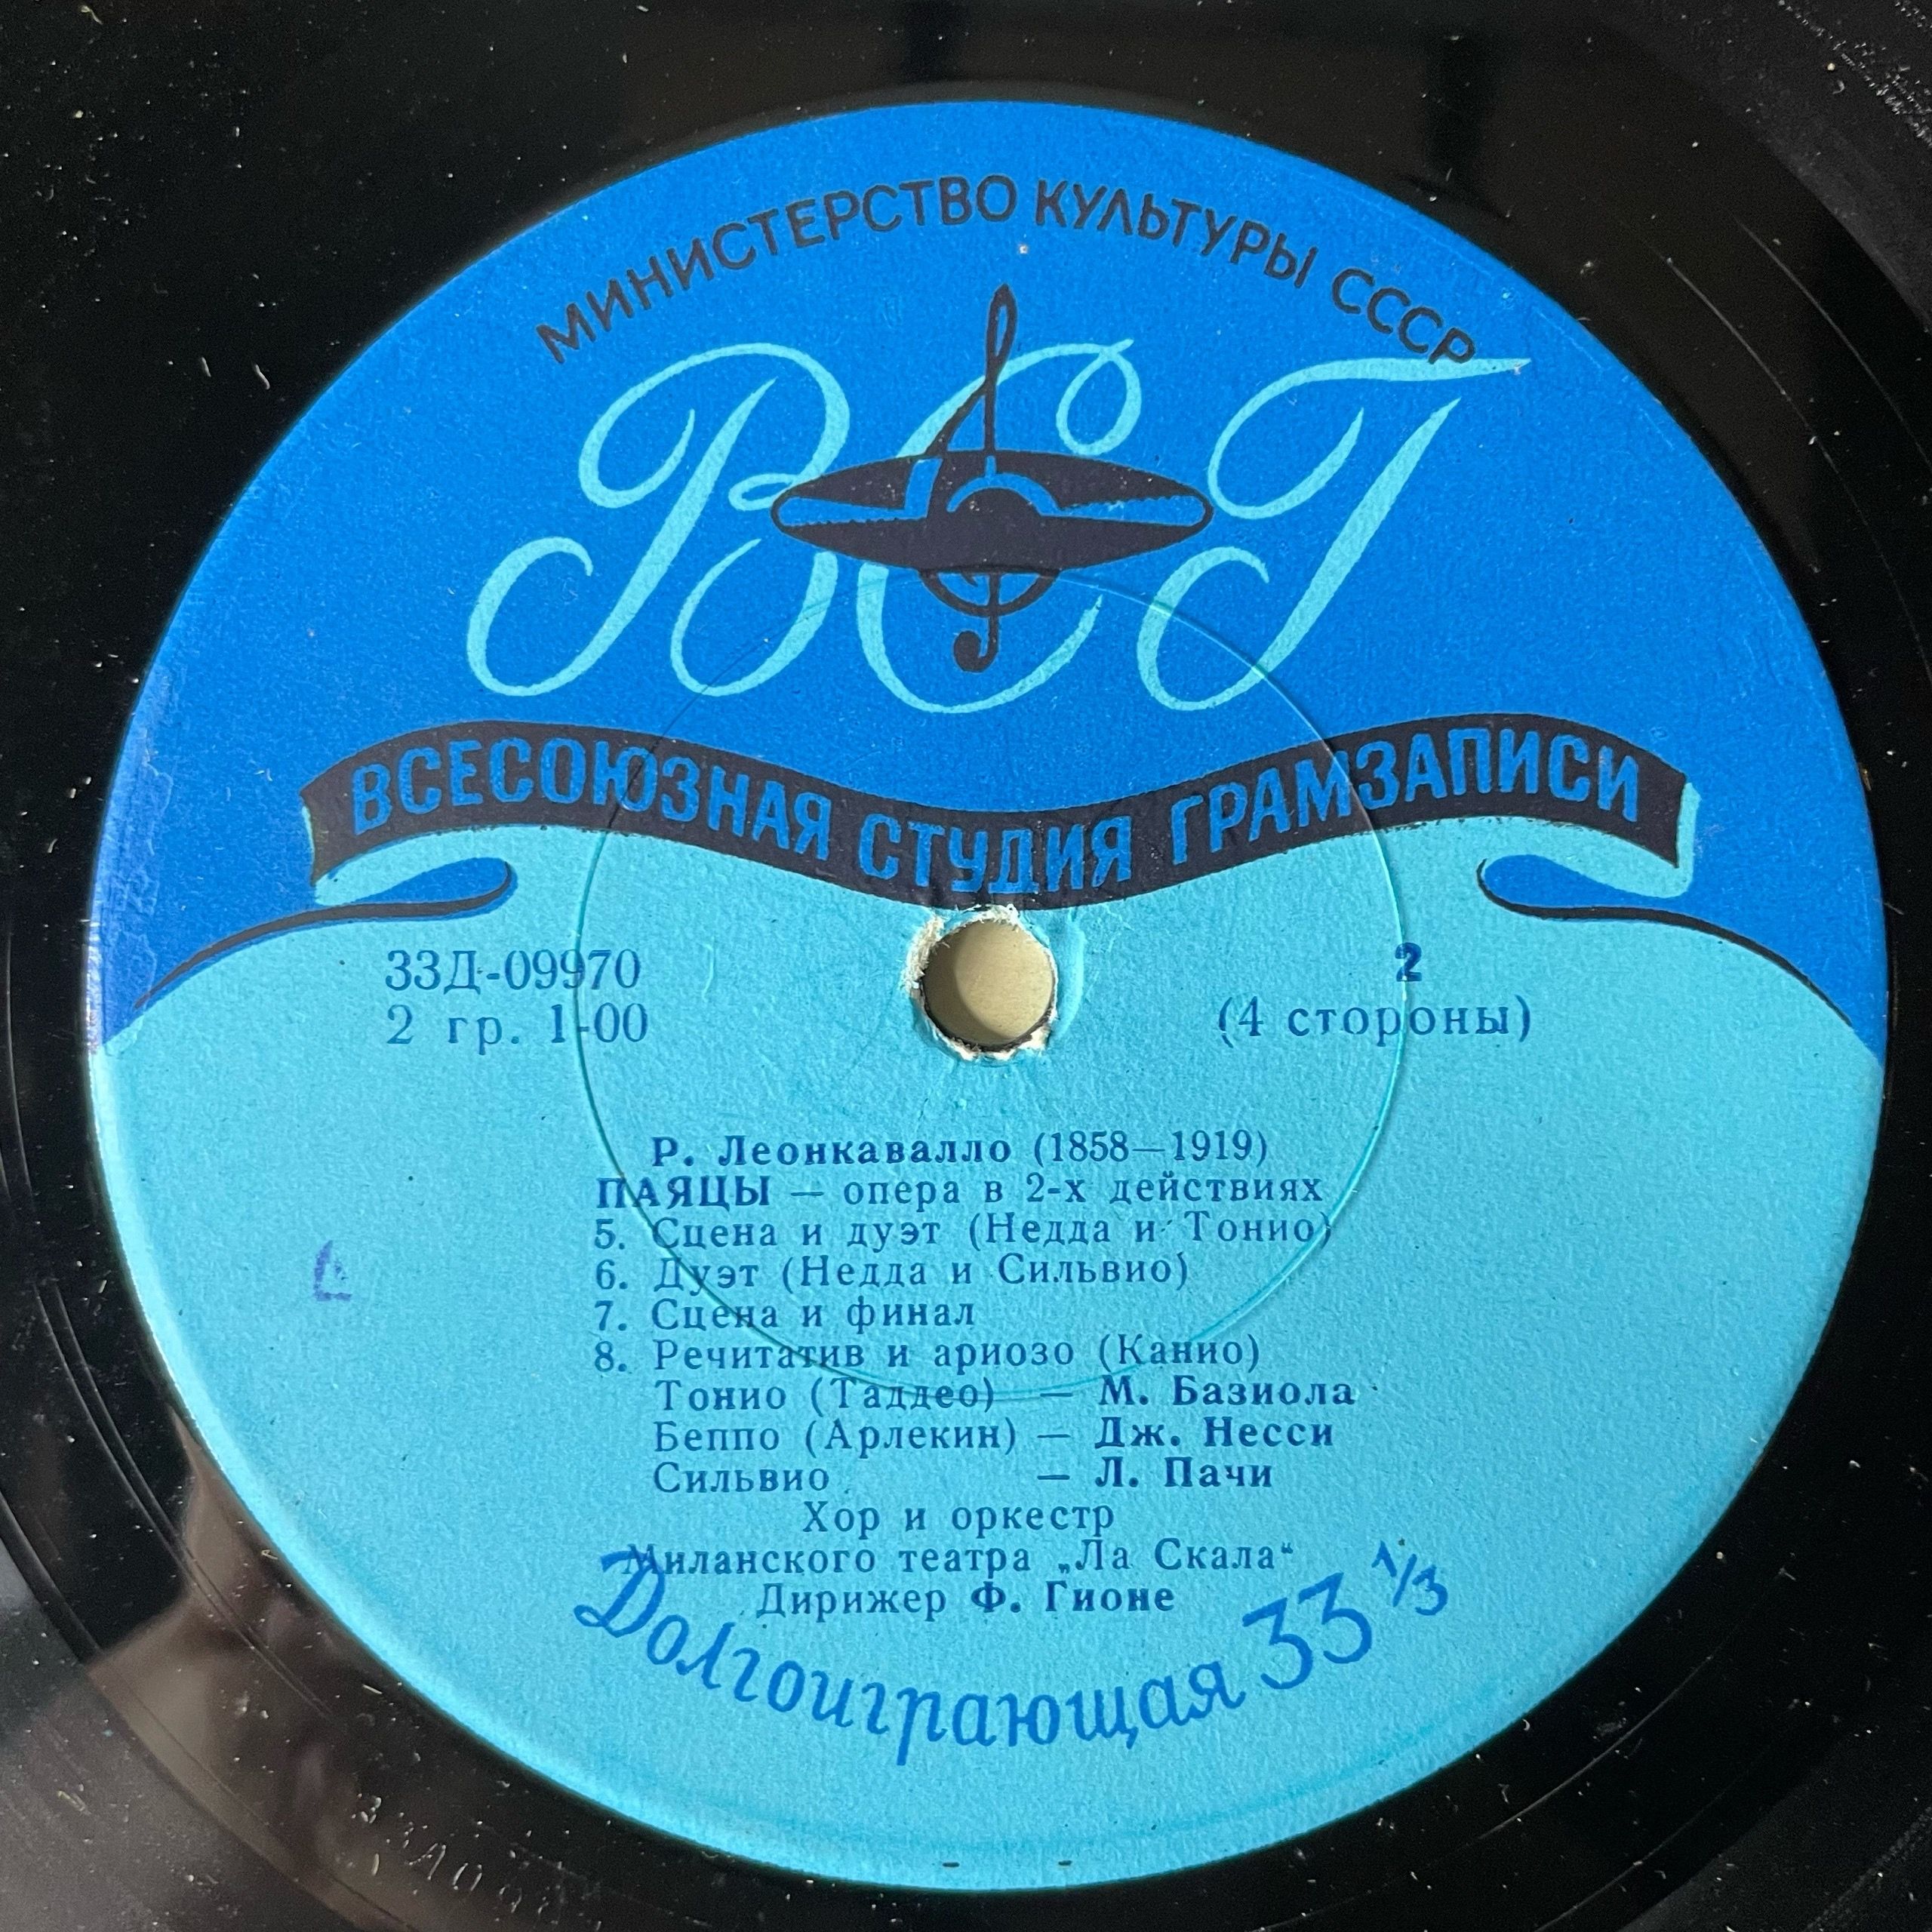 МИНИСТЕРСТВО КУЛЬТУРЫ СССР
ВСГ
ВСЕСОЮЗНАЯ СТУДИЯ ГРАМЗАПИСИ
33Д-09970
2 гр. 1-00
2
(4 стороны)
Р. Леонкавалло (1858—1919)
ПАЯЦЫ — опера в 2-х действиях
5. Сцена и дуэт (Недда и Тонио)
6. Дуэт (Недда и Сильвио)
7. Сцена и финал
8. Речитатив и ариозо (Канио)
Тонио (Таддео) — М. Базиола
Беппо (Арлекин) — Дж. Несси
Сильвио — Л. Пачи
Хор и оркестр
Миланского театра „Ла Скала“
Дирижер Ф. Гионе
Долгоиграющая 33 1/3